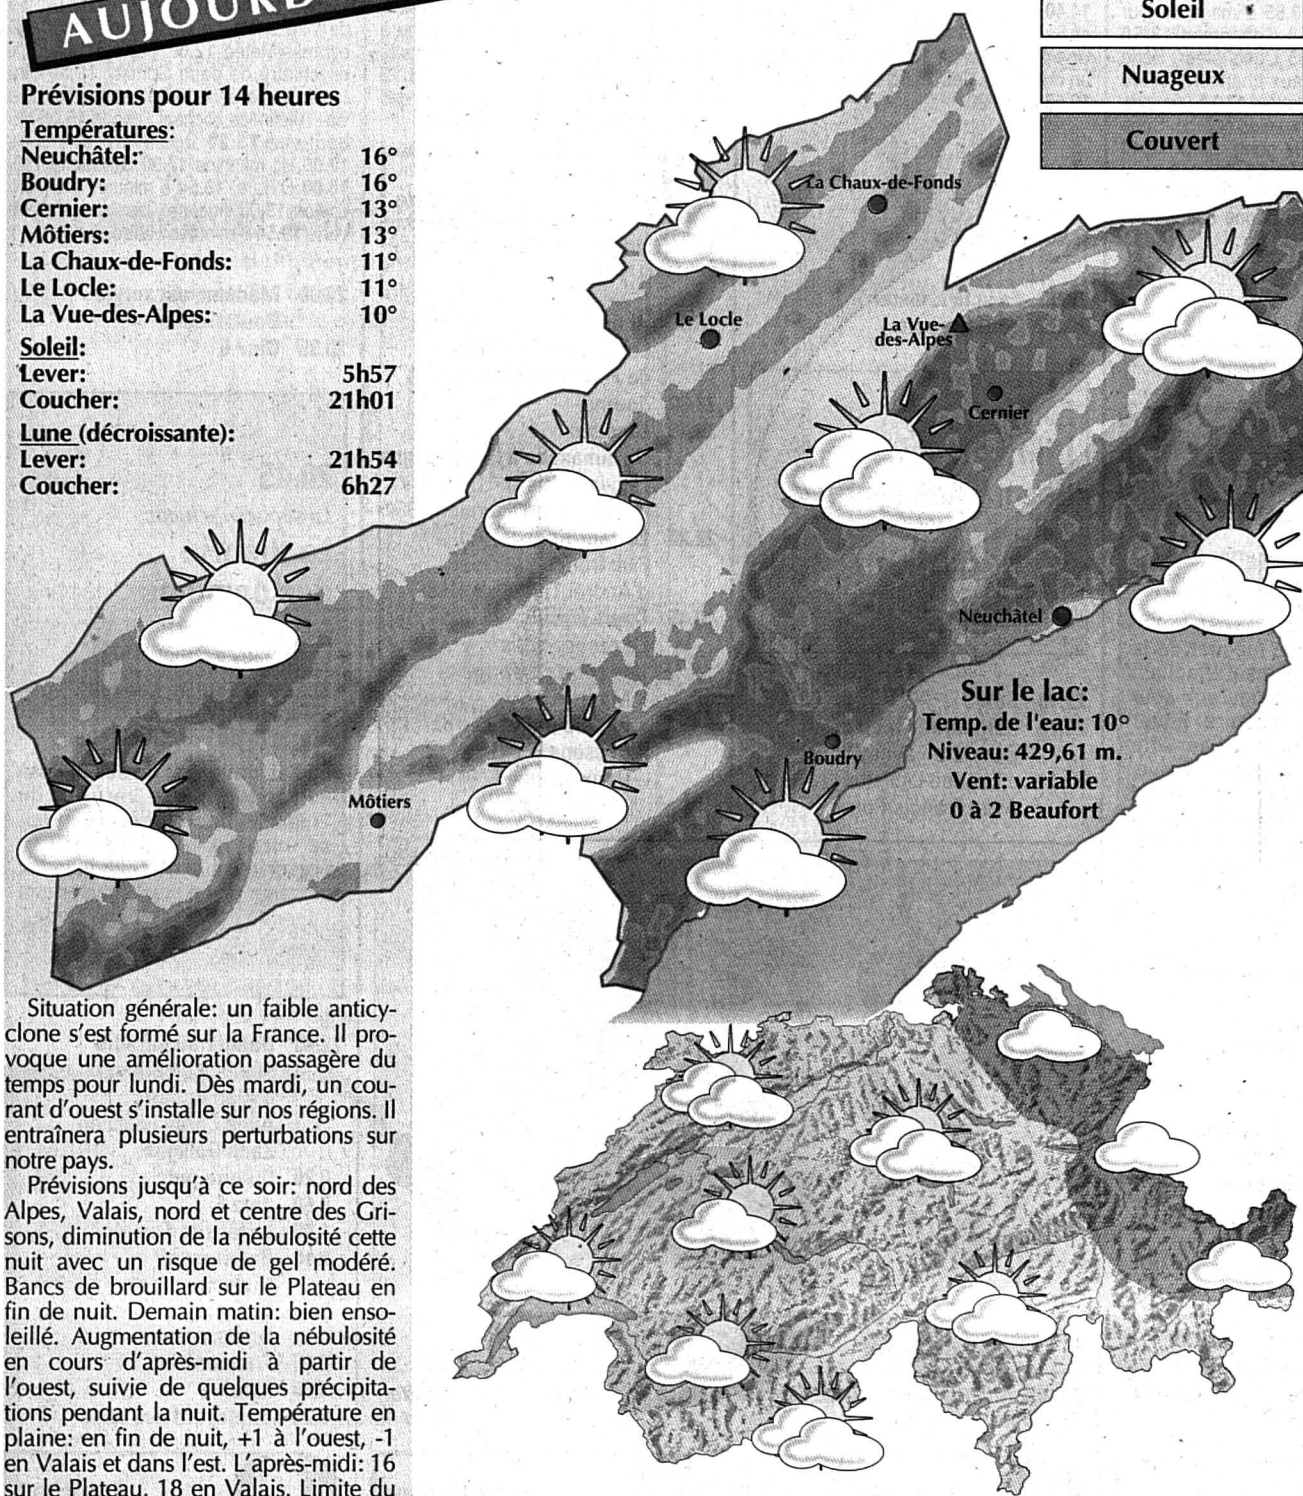 Soleil
Nuageux
Couvert
Prévisions pour 14 heures
Températures:
Neuchâtel: 16°
Boudry: 16°
Cernier: 13°
Môtiers: 13°
La Chaux-de-Fonds: 11°
Le Locle: 11°
La Vue-des-Alpes: 10°
Soleil:
Lever: 5h57
Coucher: 21h01
Lune (décroissante):
Lever: 21h54
Coucher: 6h27
La Chaux-de-Fonds
Le Locle
La Vue-
des-Alpes
Cernier
Neuchâtel
Boudry
Môtiers
Sur le lac:
Temp. de l'eau: 10°
Niveau: 429,61 m.
Vent: variable
0 à 2 Beaufort
Situation générale: un faible anticy-
clone s'est formé sur la France. Il pro-
voque une amélioration passagère du
temps pour lundi. Dès mardi, un cou-
rant d'ouest s'installe sur nos régions. Il
entraînera plusieurs perturbations sur
notre pays.
Prévisions jusqu'à ce soir: nord des
Alpes, Valais, nord et centre des Gri-
sons, diminution de la nébulosité cette
nuit avec un risque de gel modéré.
Bancs de brouillard sur le Plateau en
fin de nuit. Demain matin: bien enso-
leillé. Augmentation de la nébulosité
en cours d'après-midi à partir de
l'ouest, suivie de quelques précipita-
tions pendant la nuit. Température en
plaine: en fin de nuit, +1 à l'ouest, -1
en Valais et dans l'est. L'après-midi: 16
sur le Plateau, 18 en Valais. Limite du